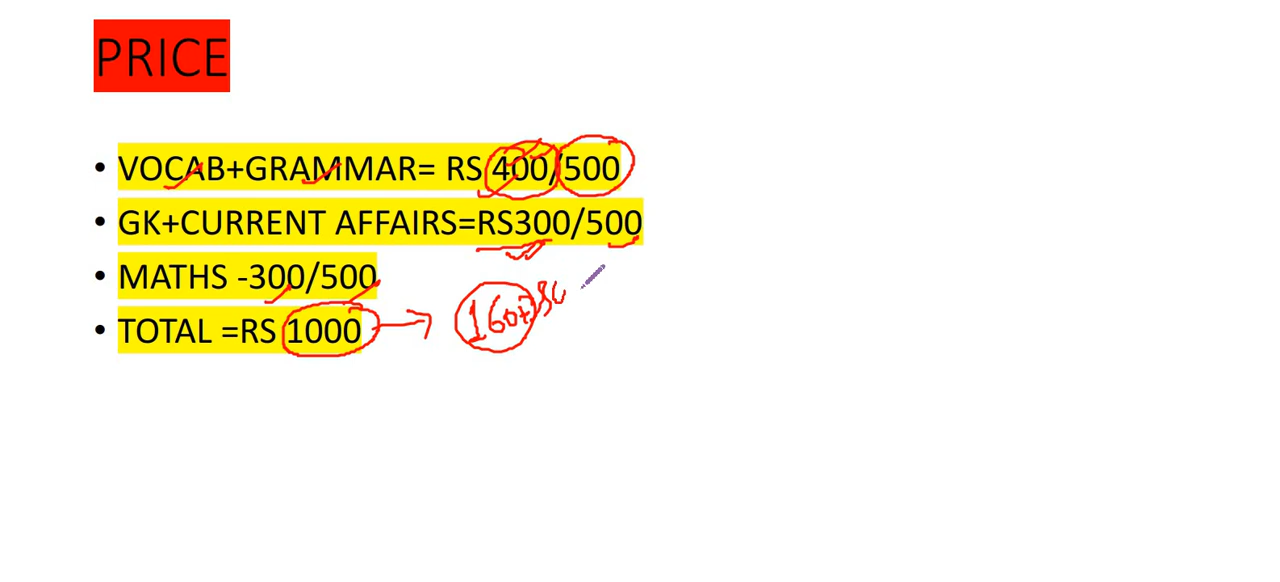 PRICE
• VOCAB+GRAMMAR= RS 400/500
• GK+CURRENT AFFAIRS=RS300/500
• MATHS -300/500
• TOTAL =RS 1000